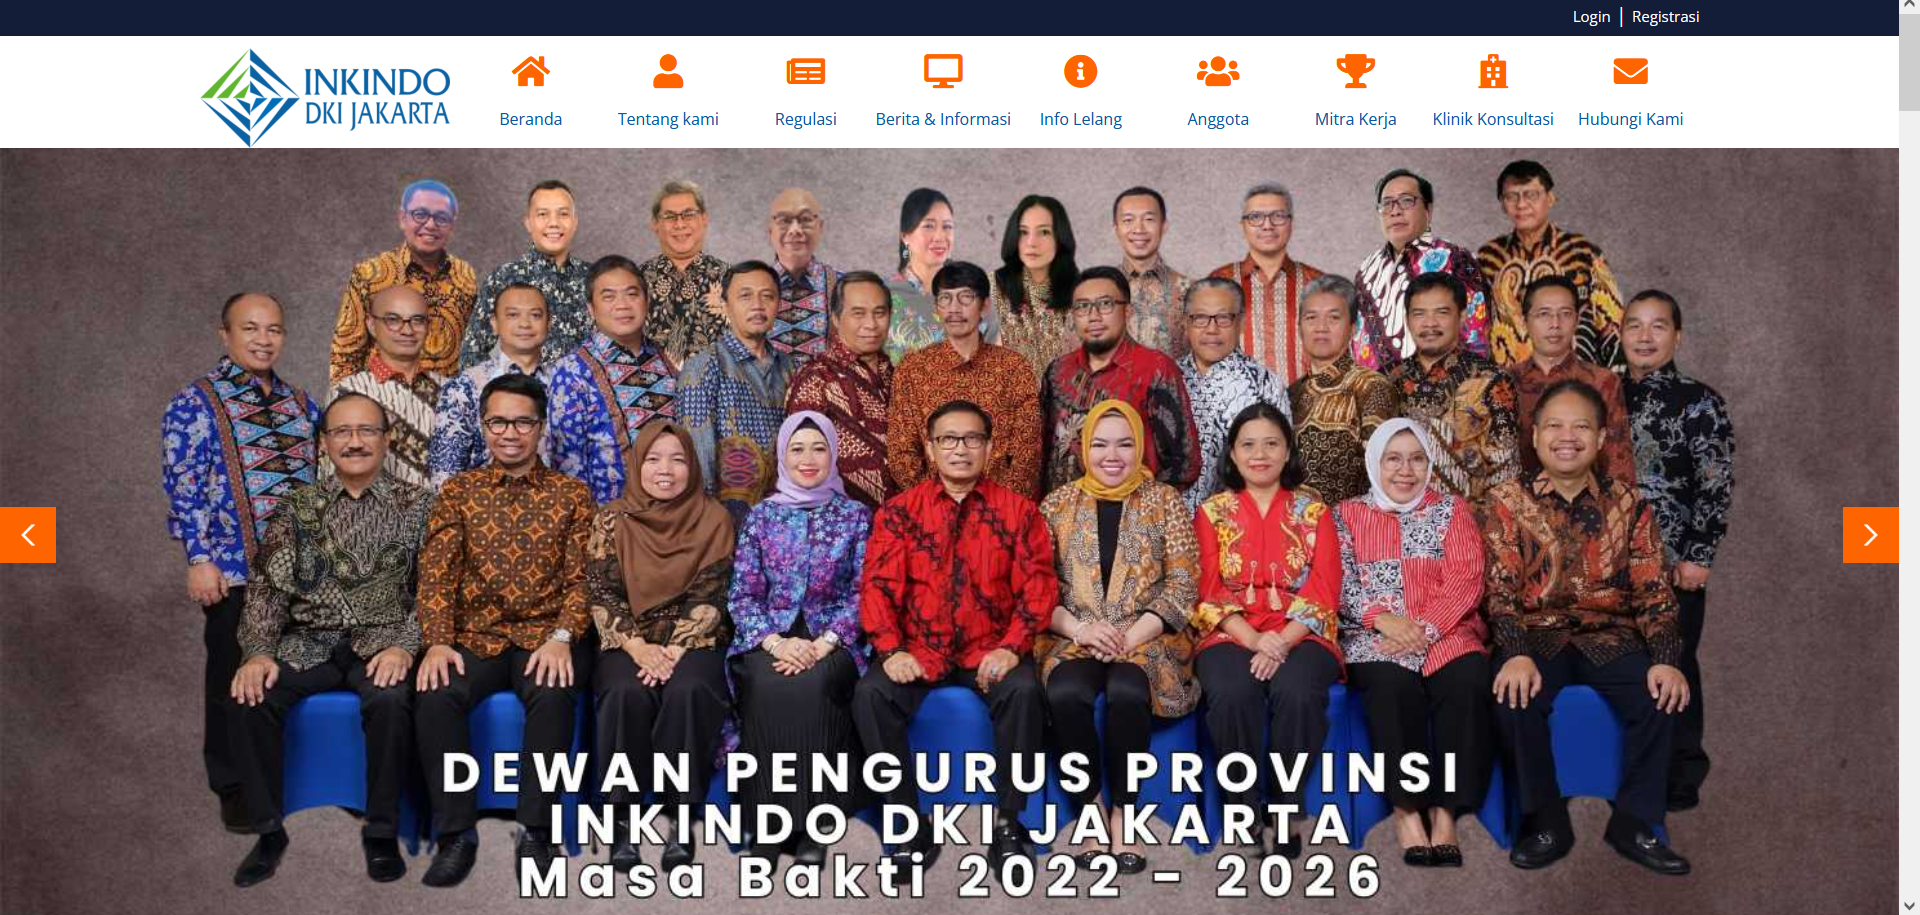 Login | Registrasi
INKINDO
DKI JAKARTA
Beranda
Tentang kami
Regulasi
Berita & Informasi
Info Lelang
Anggota
Mitra Kerja
Klinik Konsultasi
Hubungi Kami
DEWAN PENGURUS PROVINSI
INKINDO DKI JAKARTA
Masa Bakti 2022 - 2026